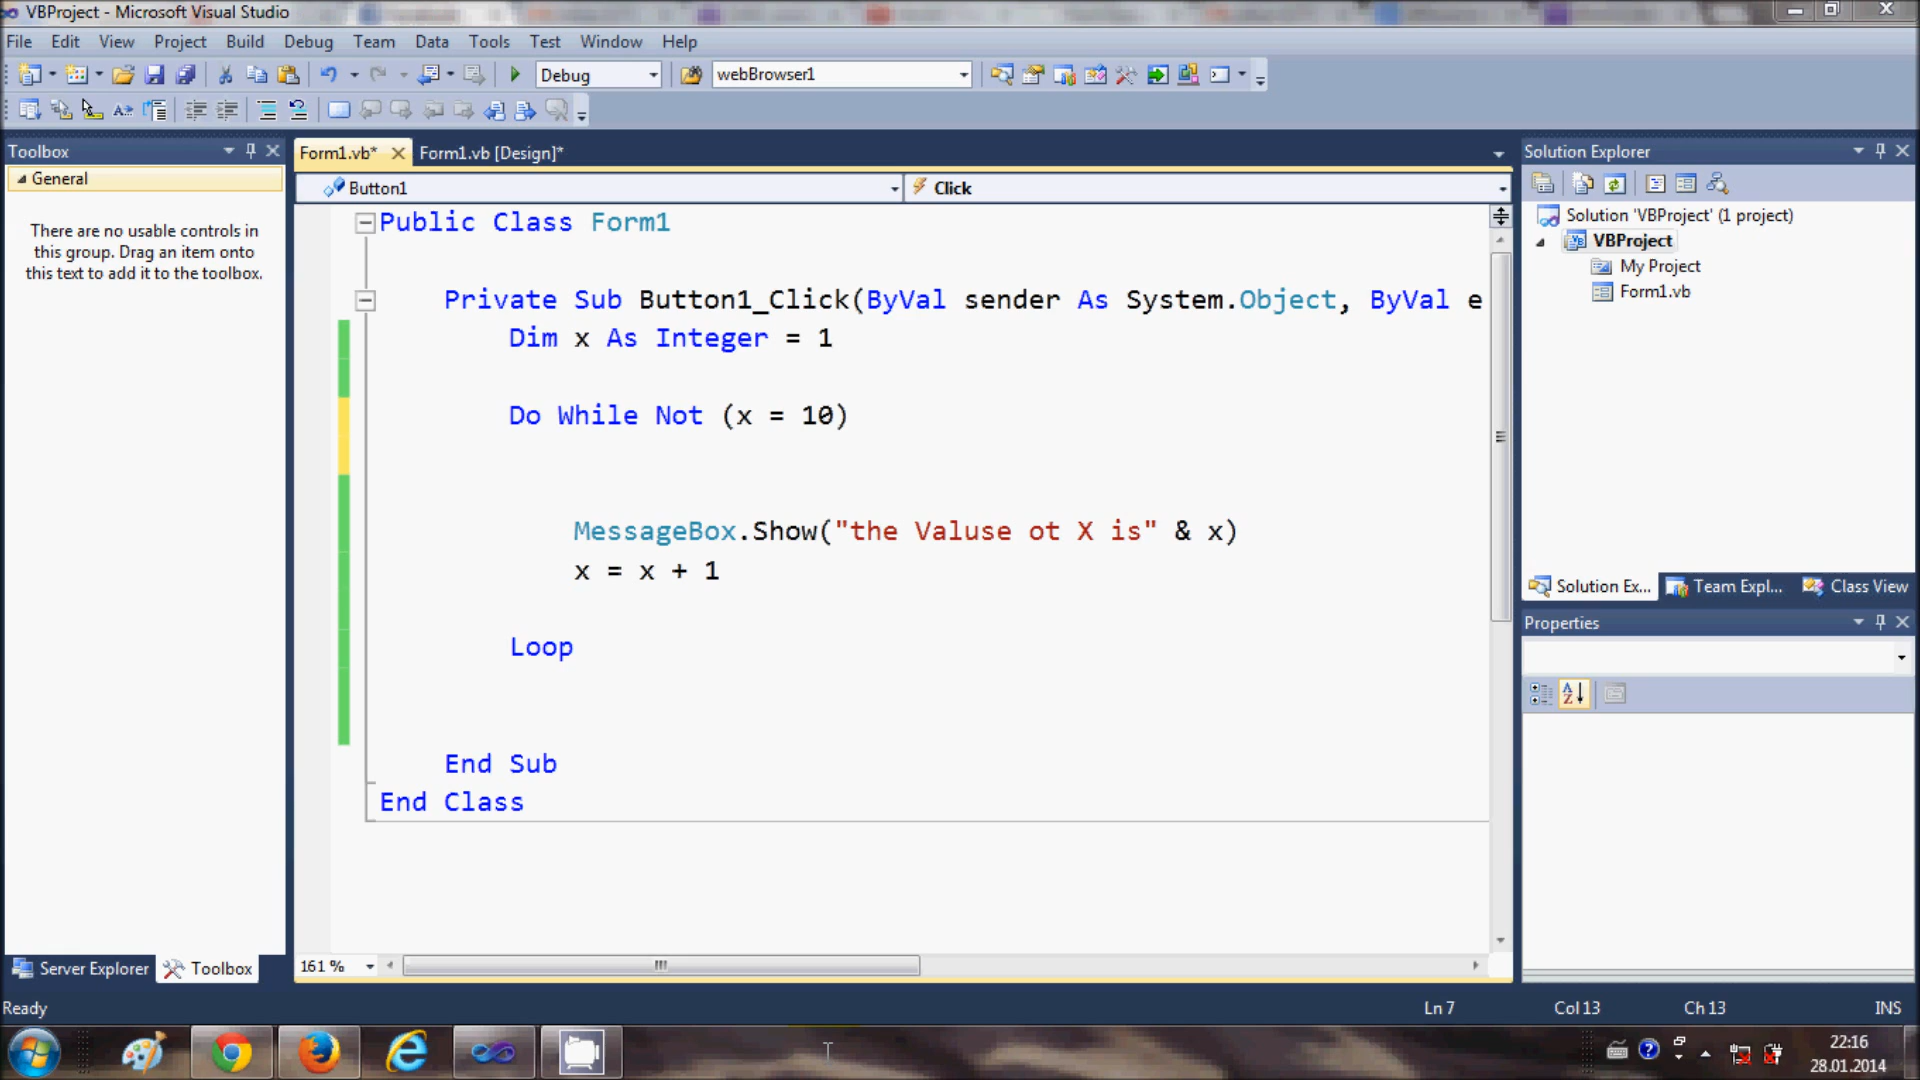 VBProject - Microsoft Visual Studio
File Edit View Project Build Debug Team Data Tools Test Window Help
Debug webBrowser1
Toolbox
General
There are no usable controls in
this group. Drag an item onto
this text to add it to the toolbox.
Server Explorer Toolbox
Form1.vb* Form1.vb [Design]*
Button1 Click
Public Class Form1
Private Sub Button1_Click(ByVal sender As System.Object, ByVal e
Dim x As Integer = 1
Do While Not (x = 10)
MessageBox.Show("the Valuse ot X is" & x)
x = x + 1
Loop
End Sub
End Class
161 %
Solution Explorer
Solution 'VBProject' (1 project)
VBProject
My Project
Form1.vb
Solution Ex... Team Expl... Class View
Properties
Ready Ln 7 Col 13 Ch 13 INS
22:16
28.01.2014